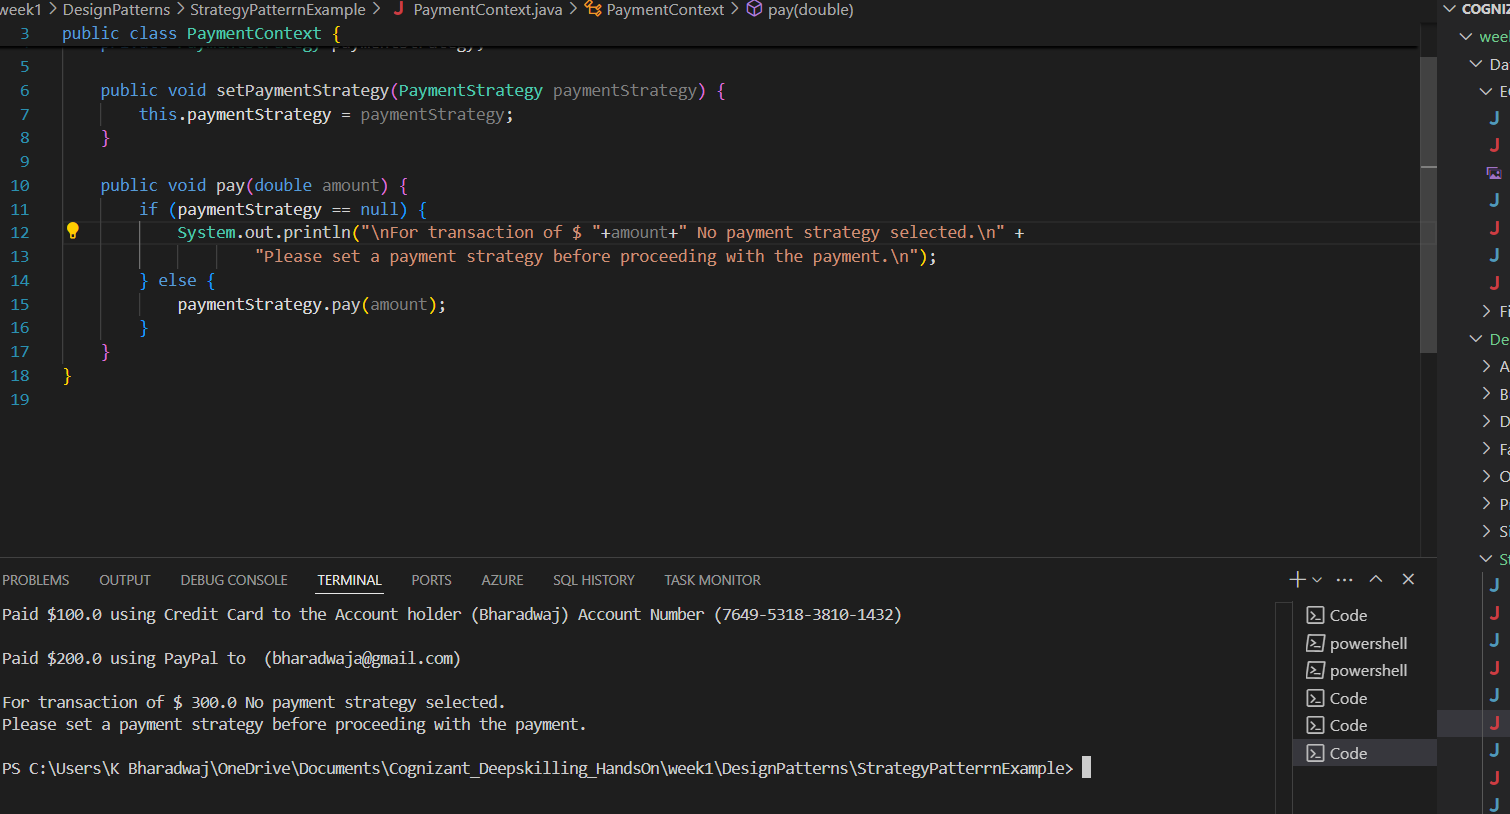 week1 > DesignPatterns > StrategyPatterrnExample > J PaymentContext.java > PaymentContext > pay(double)
3 public class PaymentContext {
5
6 public void setPaymentStrategy(PaymentStrategy paymentStrategy) {
7 this.paymentStrategy = paymentStrategy;
8 }
9
10 public void pay(double amount) {
11 if (paymentStrategy == null) {
12 System.out.println("\nFor transaction of $ "+amount+" No payment strategy selected.\n" +
13 "Please set a payment strategy before proceeding with the payment.\n");
14 } else {
15 paymentStrategy.pay(amount);
16 }
17 }
18 }
19
PROBLEMS OUTPUT DEBUG CONSOLE TERMINAL PORTS AZURE SQL HISTORY TASK MONITOR
Paid $100.0 using Credit Card to the Account holder (Bharadwaj) Account Number (7649-5318-3810-1432)
Paid $200.0 using PayPal to  (bharadwaja@gmail.com)
For transaction of $ 300.0 No payment strategy selected.
Please set a payment strategy before proceeding with the payment.
PS C:\Users\K Bharadwaj\OneDrive\Documents\Cognizant_Deepskilling_HandsOn\week1\DesignPatterns\StrategyPatterrnExample>
Code
powershell
powershell
Code
Code
Code
COGNIZ
wee
Da
J
J
J
J
J
J
Fi
De
A
B
D
Fa
O
Pr
Si
St
J
J
J
J
J
J
J
J
J